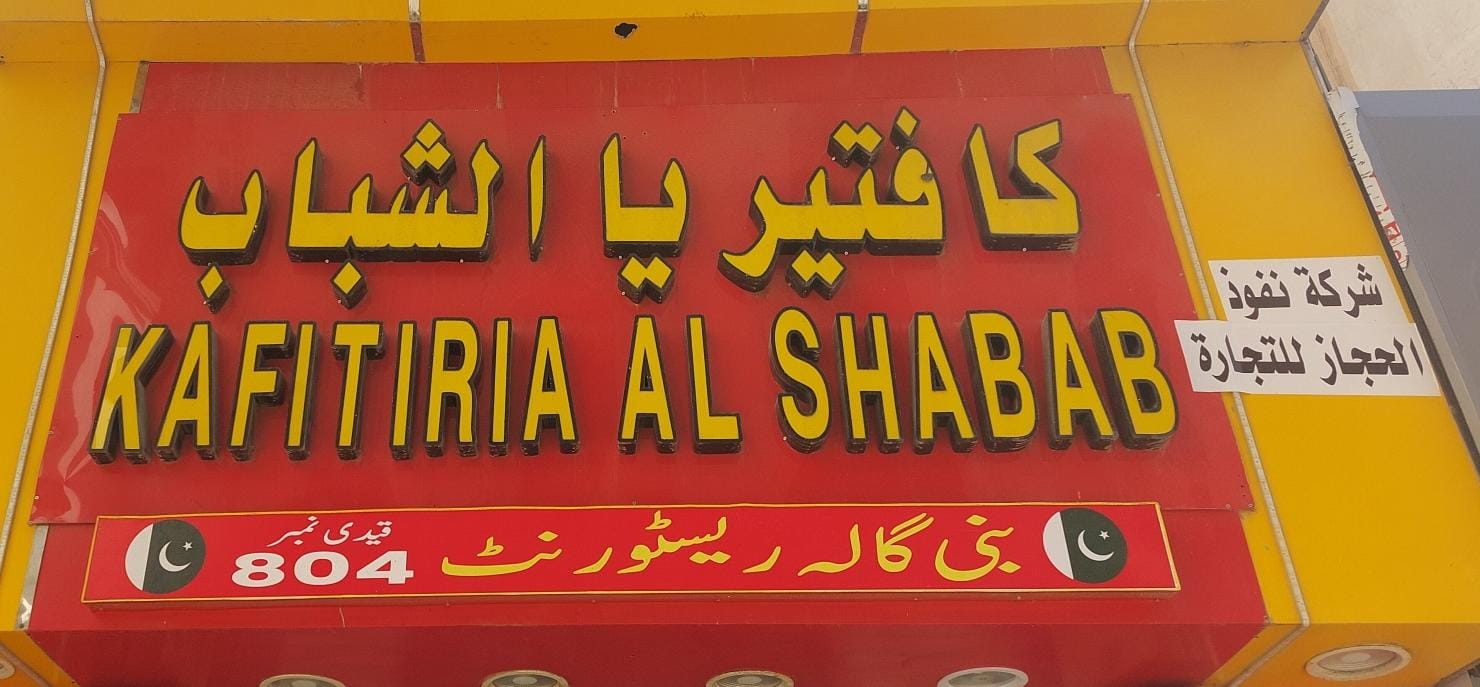 كافتيريا الشباب
KAFITIRIA AL SHABAB
شركة نفوذ
الحجاز للتجارة
بنی گالہ ریسٹورنٹ قیدی نمبر 804